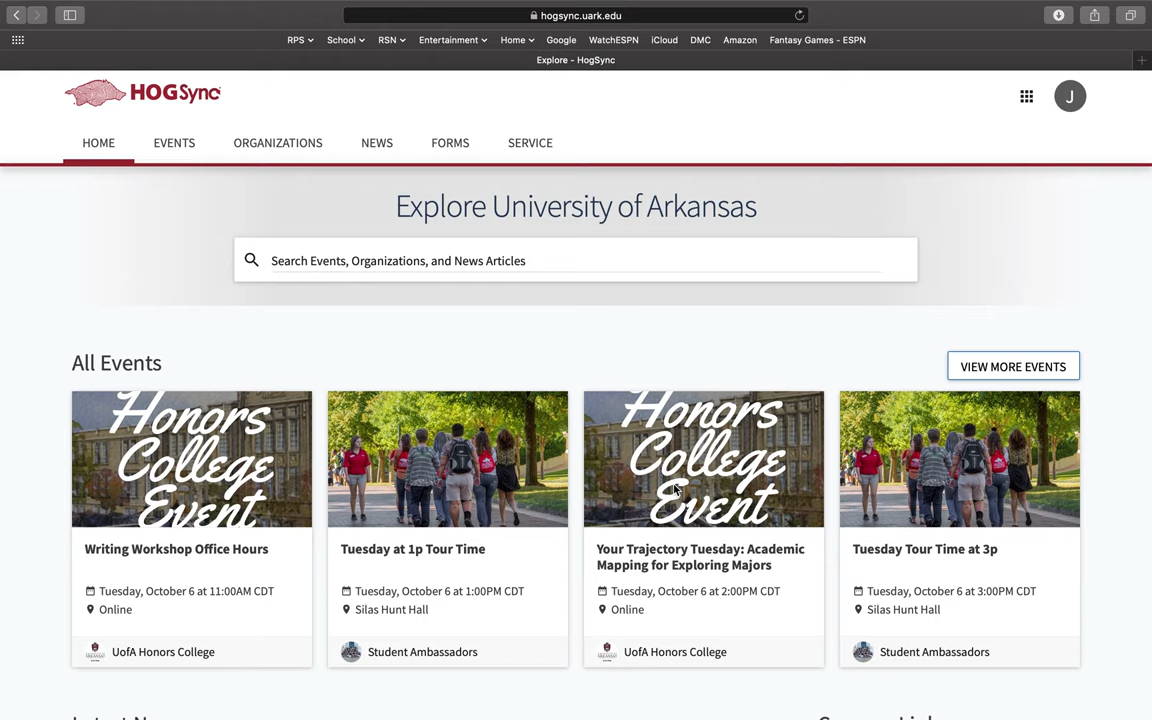 hogsync.uark.edu
RPS School RSN Entertainment Home Google WatchESPN iCloud DMC Amazon Fantasy Games - ESPN
Explore - HogSync
HOGSync
J
HOME EVENTS ORGANIZATIONS NEWS FORMS SERVICE
Explore University of Arkansas
Search Events, Organizations, and News Articles
All Events
VIEW MORE EVENTS
Honors
College
Event
Writing Workshop Office Hours
Tuesday, October 6 at 11:00AM CDT
Online
UofA Honors College
Tuesday at 1p Tour Time
Tuesday, October 6 at 1:00PM CDT
Silas Hunt Hall
Student Ambassadors
Honors
College
Event
Your Trajectory Tuesday: Academic
Mapping for Exploring Majors
Tuesday, October 6 at 2:00PM CDT
Online
UofA Honors College
Tuesday Tour Time at 3p
Tuesday, October 6 at 3:00PM CDT
Silas Hunt Hall
Student Ambassadors